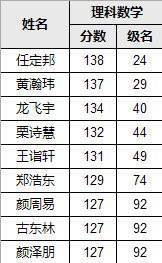 姓名 理科数学
分数 级名
任定邦 138 24
黄瀚玮 137 29
龙飞宇 134 40
栗诗慧 132 44
王诣轩 131 49
郑浩东 129 74
颜周易 127 92
古东林 127 92
颜泽朋 127 92